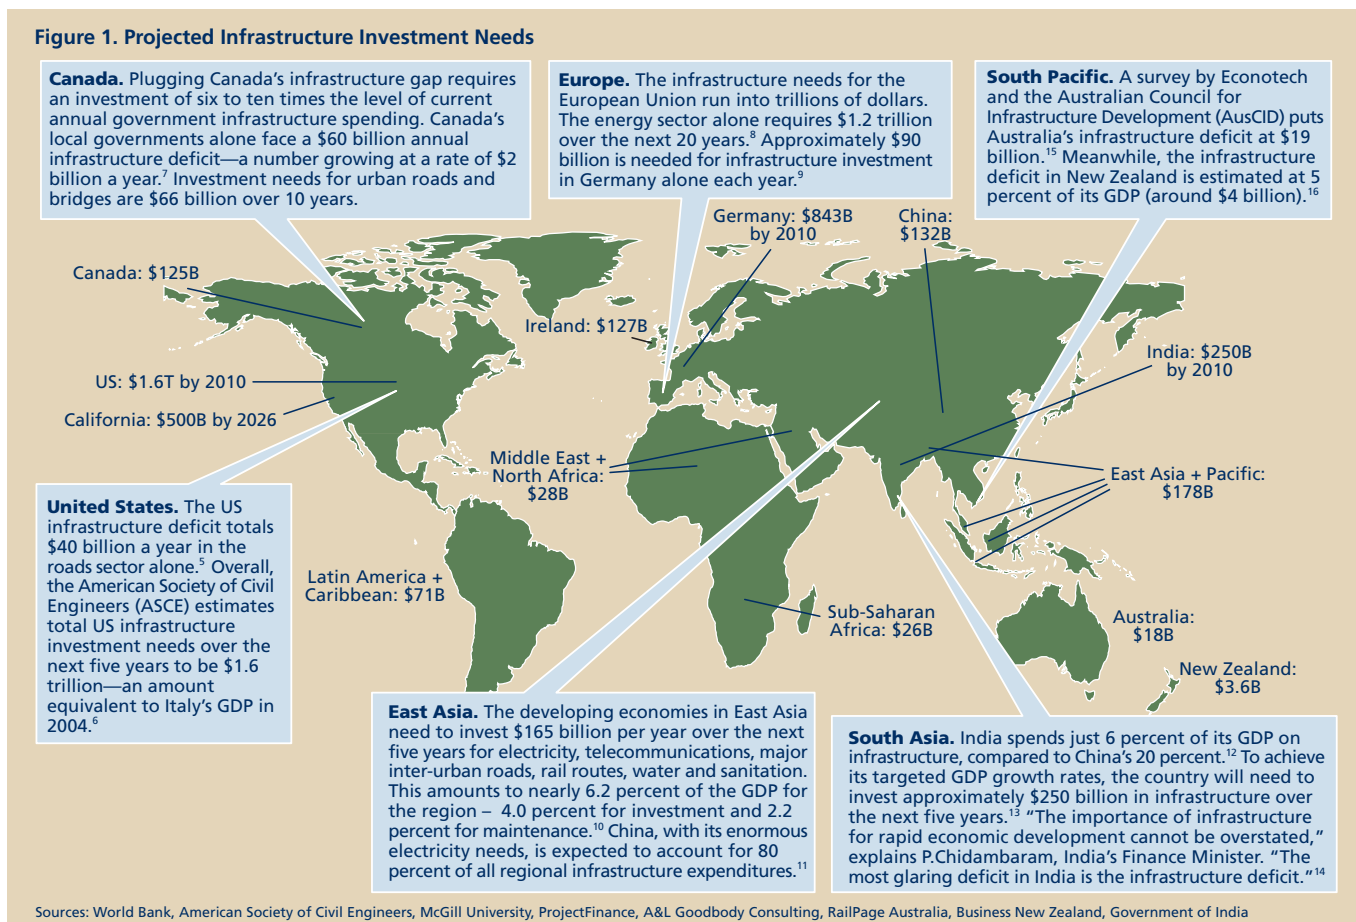 Figure 1. Projected Infrastructure Investment Needs
Canada. Plugging Canada’s infrastructure gap requires
an investment of six to ten times the level of current
annual government infrastructure spending. Canada’s
local governments alone face a $60 billion annual
infrastructure deficit—a number growing at a rate of $2
billion a year.7 Investment needs for urban roads and
bridges are $66 billion over 10 years.
Europe. The infrastructure needs for the
European Union run into trillions of dollars.
The energy sector alone requires $1.2 trillion
over the next 20 years.8 Approximately $90
billion is needed for infrastructure investment
in Germany alone each year.9
South Pacific. A survey by Econotech
and the Australian Council for
Infrastructure Development (AusCID) puts
Australia’s infrastructure deficit at $19
billion.15 Meanwhile, the infrastructure
deficit in New Zealand is estimated at 5
percent of its GDP (around $4 billion).16
Germany: $843B
by 2010
China:
$132B
Canada: $125B
Ireland: $127B
India: $250B
by 2010
US: $1.6T by 2010
California: $500B by 2026
Middle East +
North Africa:
$28B
East Asia + Pacific:
$178B
United States. The US
infrastructure deficit totals
$40 billion a year in the
roads sector alone.5 Overall,
the American Society of Civil
Engineers (ASCE) estimates
total US infrastructure
investment needs over the
next five years to be $1.6
trillion—an amount
equivalent to Italy’s GDP in
2004.6
Latin America +
Caribbean: $71B
Sub-Saharan
Africa: $26B
Australia:
$18B
New Zealand:
$3.6B
East Asia. The developing economies in East Asia
need to invest $165 billion per year over the next
five years for electricity, telecommunications, major
inter-urban roads, rail routes, water and sanitation.
This amounts to nearly 6.2 percent of the GDP for
the region – 4.0 percent for investment and 2.2
percent for maintenance.10 China, with its enormous
electricity needs, is expected to account for 80
percent of all regional infrastructure expenditures.11
South Asia. India spends just 6 percent of its GDP on
infrastructure, compared to China’s 20 percent.12 To achieve
its targeted GDP growth rates, the country will need to
invest approximately $250 billion in infrastructure over
the next five years.13 “The importance of infrastructure
for rapid economic development cannot be overstated,”
explains P.Chidambaram, India’s Finance Minister. “The
most glaring deficit in India is the infrastructure deficit.”14
Sources: World Bank, American Society of Civil Engineers, McGill University, ProjectFinance, A&L Goodbody Consulting, RailPage Australia, Business New Zealand, Government of India